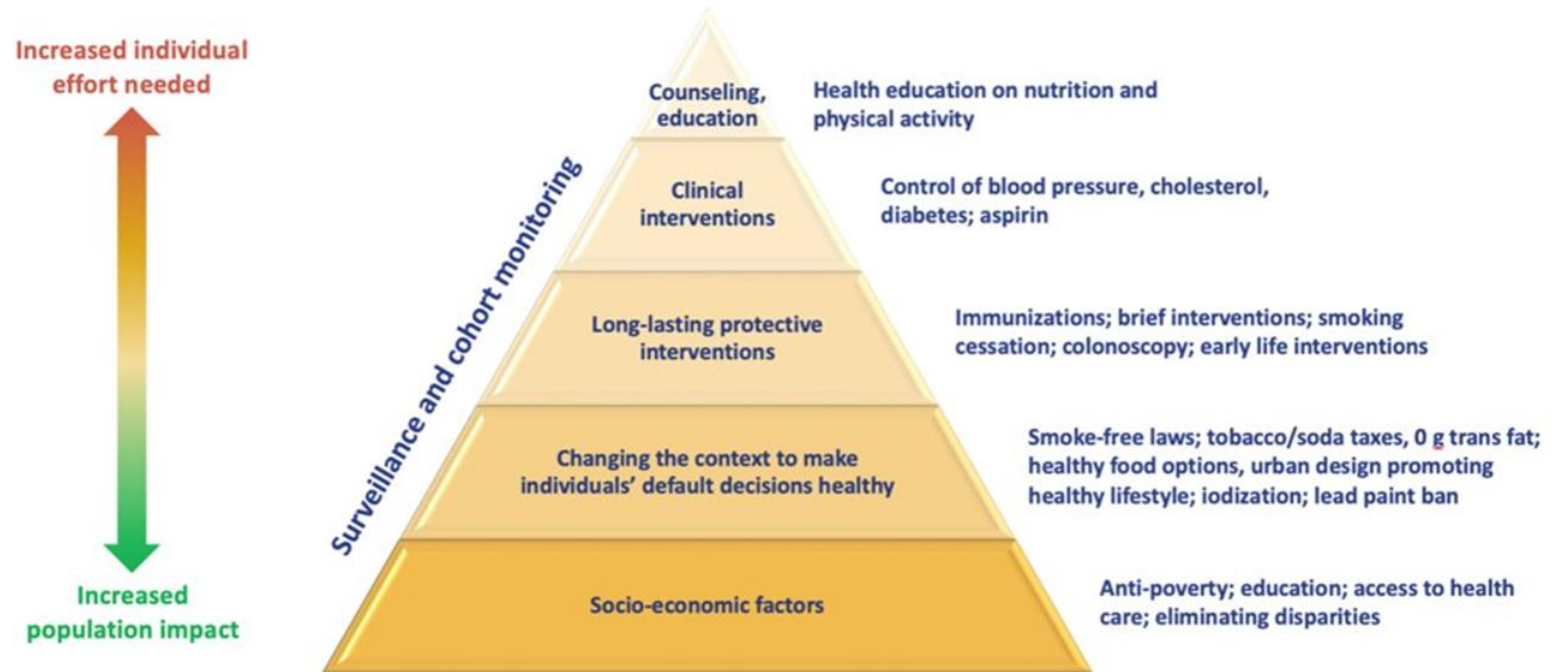 Increased individual
effort needed
Increased
population impact
Surveillance and cohort monitoring
Counseling,
education
Health education on nutrition and
physical activity
Clinical
interventions
Control of blood pressure, cholesterol,
diabetes; aspirin
Long-lasting protective
interventions
Immunizations; brief interventions; smoking
cessation; colonoscopy; early life interventions
Changing the context to make
individuals’ default decisions healthy
Smoke-free laws; tobacco/soda taxes, 0 g trans fat;
healthy food options, urban design promoting
healthy lifestyle; iodization; lead paint ban
Socio-economic factors
Anti-poverty; education; access to health
care; eliminating disparities